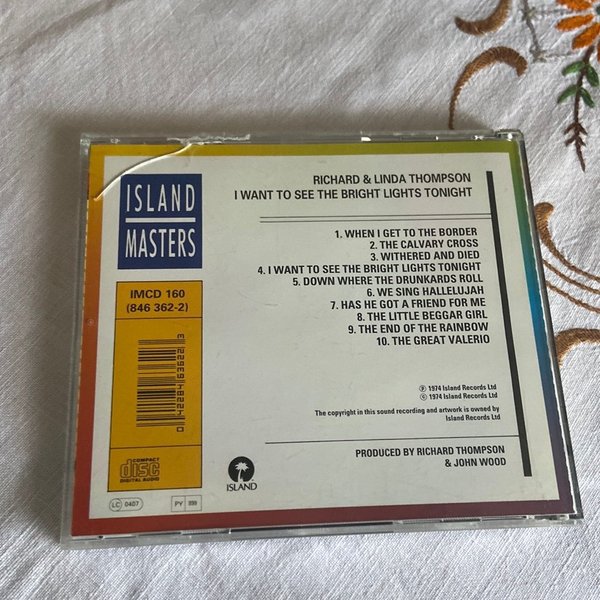 ISLAND
MASTERS
IMCD 160
(846 362-2)
RICHARD & LINDA THOMPSON
I WANT TO SEE THE BRIGHT LIGHTS TONIGHT
1. WHEN I GET TO THE BORDER
2. THE CALVARY CROSS
3. WITHERED AND DIED
4. I WANT TO SEE THE BRIGHT LIGHTS TONIGHT
5. DOWN WHERE THE DRUNKARDS ROLL
6. WE SING HALLELUJAH
7. HAS HE GOT A FRIEND FOR ME
8. THE LITTLE BEGGAR GIRL
9. THE END OF THE RAINBOW
10. THE GREAT VALERIO
Ⓟ 1974 Island Records Ltd
© 1974 Island Records Ltd
The copyright in this sound recording and artwork is owned by
Island Records Ltd
PRODUCED BY RICHARD THOMPSON
& JOHN WOOD
COMPACT
disc
DIGITAL AUDIO
ISLAND
LC 0407
PY